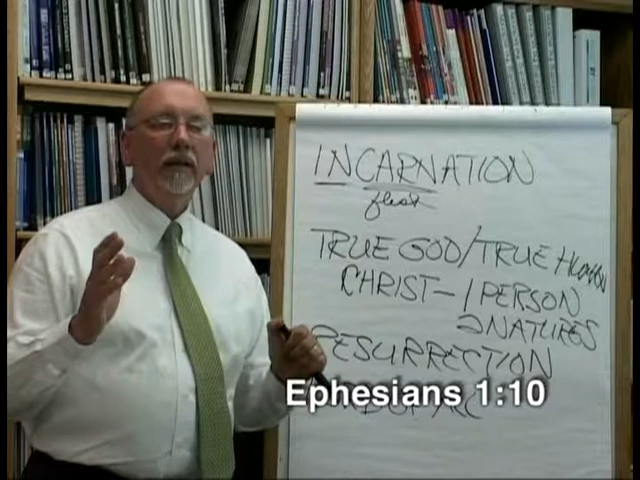 INCARNATION
flesh
TRUE GOD/TRUE HUMAN
CHRIST—1 PERSON
2 NATURES
RESURRECTION
Ephesians 1:10